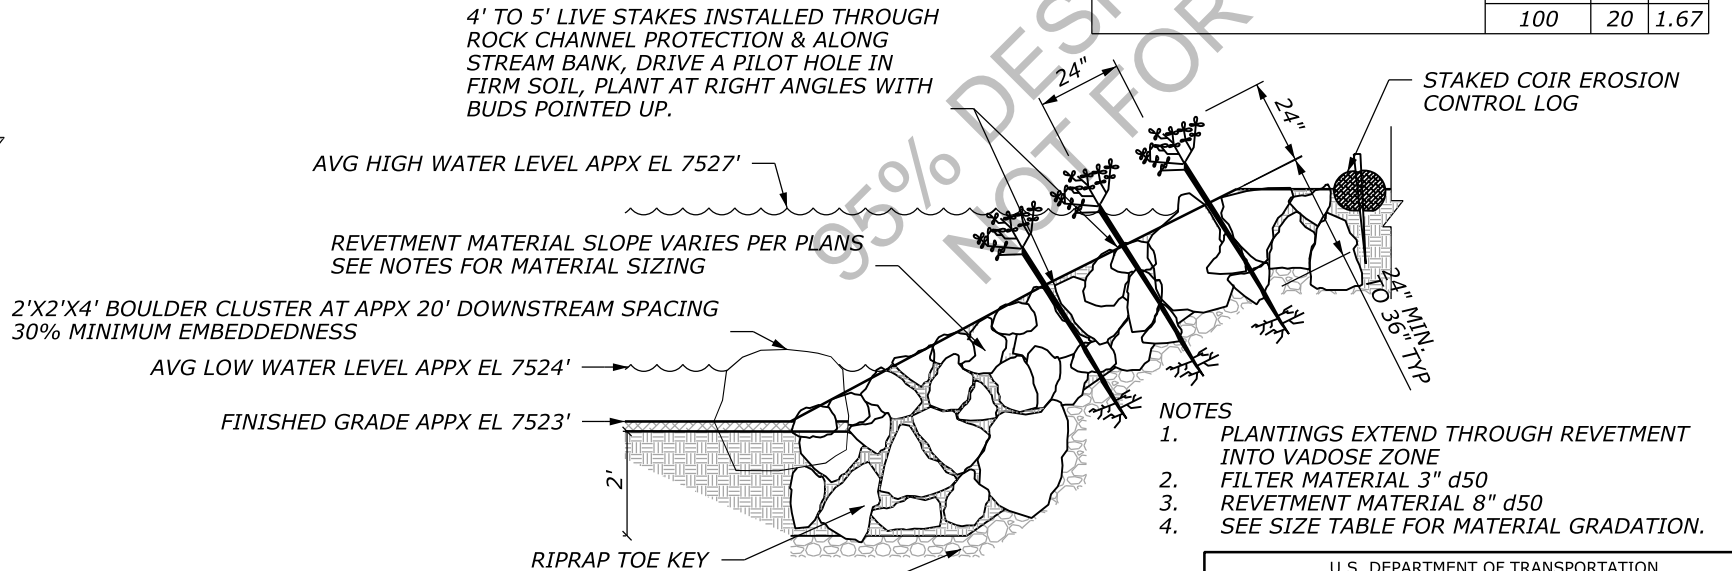 4' TO 5' LIVE STAKES INSTALLED THROUGH
ROCK CHANNEL PROTECTION & ALONG
STREAM BANK, DRIVE A PILOT HOLE IN
FIRM SOIL, PLANT AT RIGHT ANGLES WITH
BUDS POINTED UP.
100 20 1.67
24"
24"
STAKED COIR EROSION
CONTROL LOG
AVG HIGH WATER LEVEL APPX EL 7527'
95% DES
NOT FOR
REVETMENT MATERIAL SLOPE VARIES PER PLANS
SEE NOTES FOR MATERIAL SIZING
2'X2'X4' BOULDER CLUSTER AT APPX 20' DOWNSTREAM SPACING
30% MINIMUM EMBEDDEDNESS
24" MIN.
TO 36" TYP
AVG LOW WATER LEVEL APPX EL 7524'
FINISHED GRADE APPX EL 7523'
2'
RIPRAP TOE KEY
NOTES
1. PLANTINGS EXTEND THROUGH REVETMENT
INTO VADOSE ZONE
2. FILTER MATERIAL 3" d50
3. REVETMENT MATERIAL 8" d50
4. SEE SIZE TABLE FOR MATERIAL GRADATION.
U.S. DEPARTMENT OF TRANSPORTATION